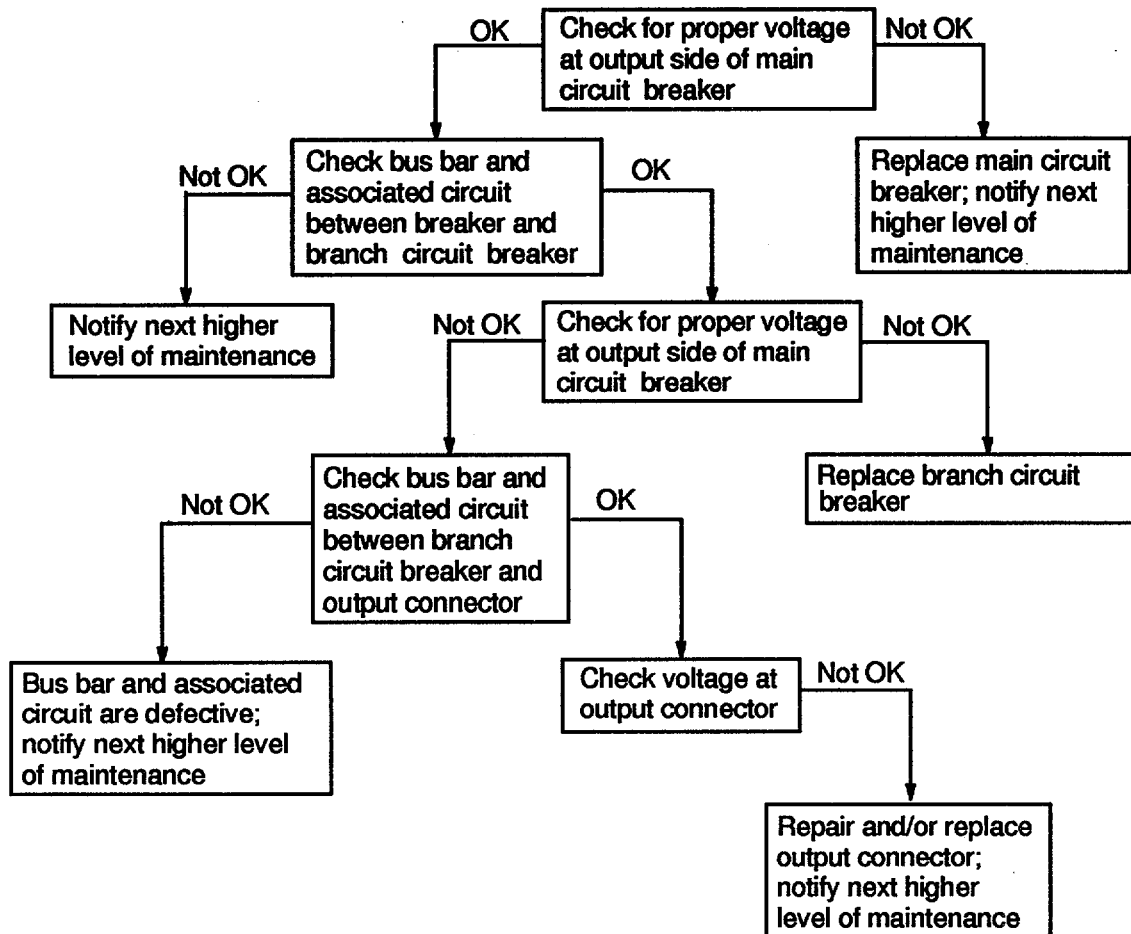 OK
Check for proper voltage
at output side of main
circuit breaker
Not OK
Not OK
Check bus bar and
associated circuit
between breaker and
branch circuit breaker
OK
Replace main circuit
breaker; notify next
higher level of
maintenance
Notify next higher
level of maintenance
Not OK
Check for proper voltage
at output side of main
circuit breaker
Not OK
Not OK
Check bus bar and
associated circuit
between branch
circuit breaker and
output connector
OK
Replace branch circuit
breaker
Bus bar and associated
circuit are defective;
notify next higher level
of maintenance
Check voltage at
output connector
Not OK
Repair and/or replace
output connector;
notify next higher
level of maintenance